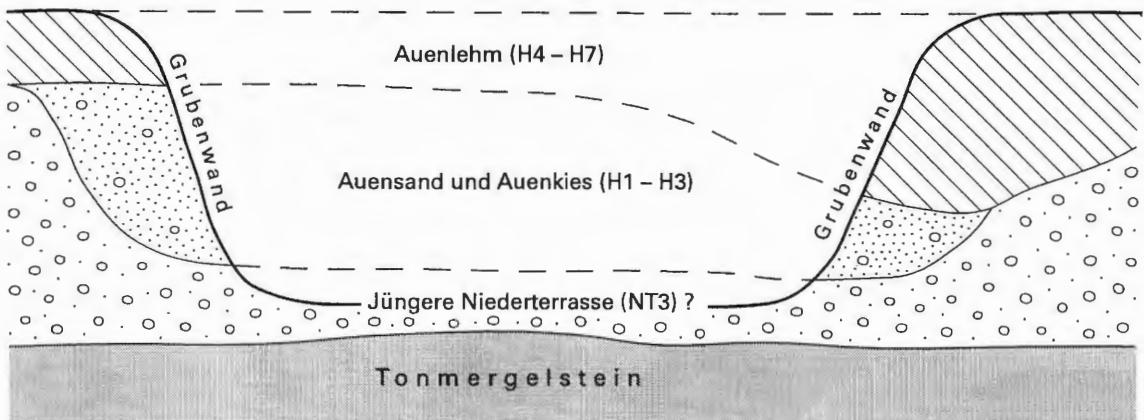 Auenlehm (H4 – H7)
Grubenwand
Auensand und Auenkies (H1 – H3)
Grubenwand
Jüngere Niederterrasse (NT3) ?
Tonmergelstein